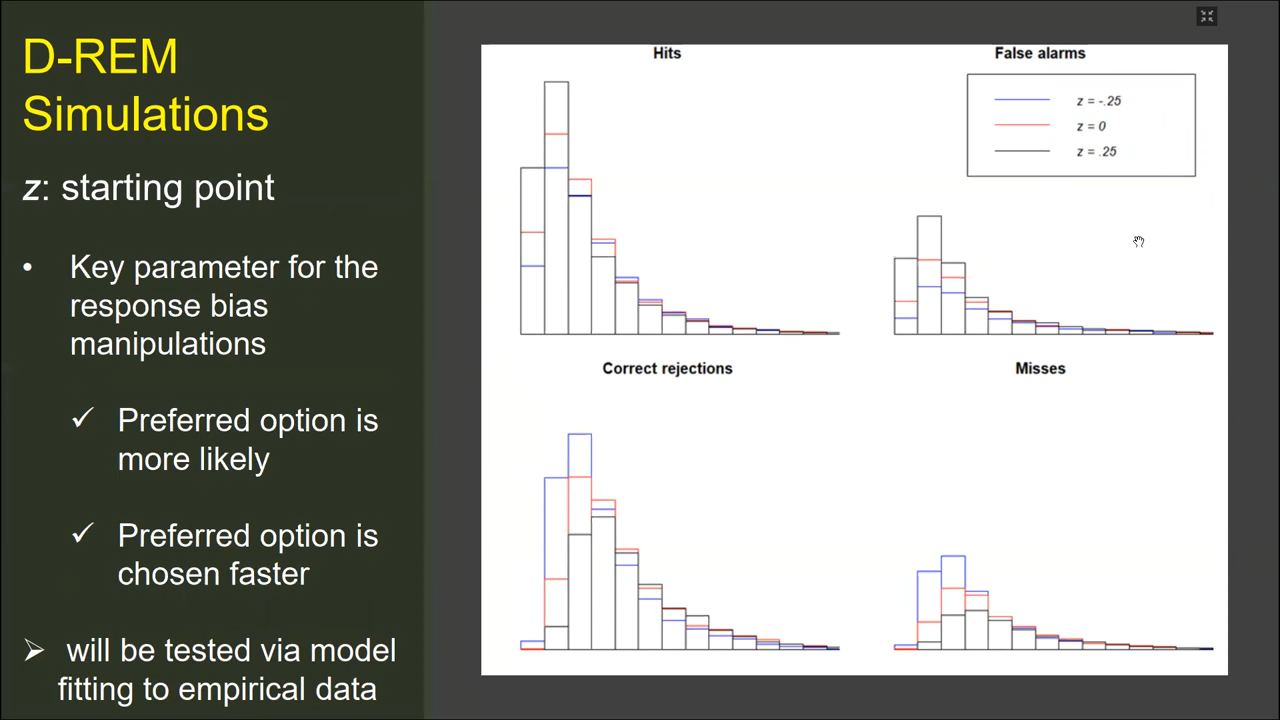 D-REM
Simulations
z: starting point
• Key parameter for the
response bias
manipulations
✓ Preferred option is
more likely
✓ Preferred option is
chosen faster
➢ will be tested via model
fitting to empirical data
Hits
False alarms
z = -.25
z = 0
z = .25
Correct rejections
Misses